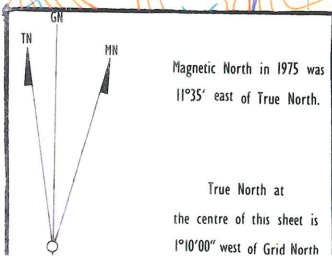 GN
TN
MN
Magnetic North in 1975 was
11°35' east of True North.
True North at
the centre of this sheet is
1°10'00" west of Grid North